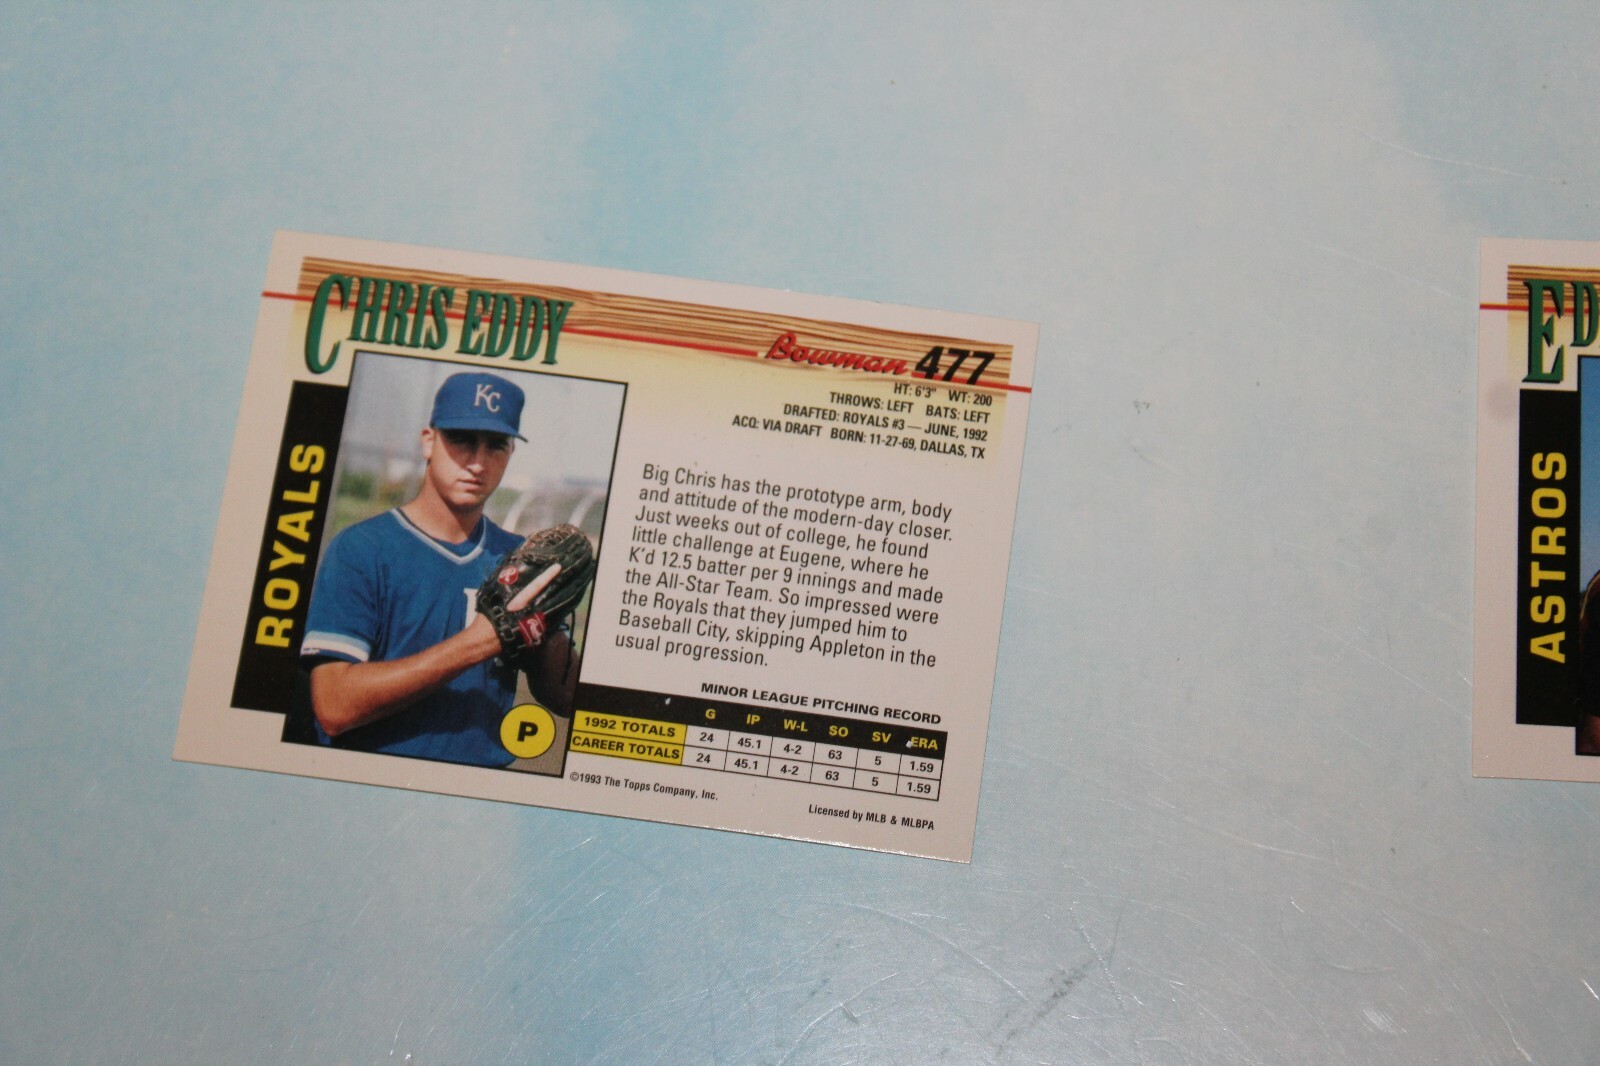 CHRIS EDDY
Bowman 477
HT: 6'3" WT: 200
THROWS: LEFT BATS: LEFT
DRAFTED: ROYALS #3 — JUNE, 1992
ACQ: VIA DRAFT BORN: 11-27-69, DALLAS, TX
ROYALS
KC
Big Chris has the prototype arm, body
and attitude of the modern-day closer.
Just weeks out of college, he found
little challenge at Eugene, where he
K'd 12.5 batter per 9 innings and made
the All-Star Team. So impressed were
the Royals that they jumped him to
Baseball City, skipping Appleton in the
usual progression.
P
MINOR LEAGUE PITCHING RECORD
G IP W-L SO SV ERA
1992 TOTALS 24 45.1 4-2 63 5 1.59
CAREER TOTALS 24 45.1 4-2 63 5 1.59
©1993 The Topps Company, Inc.
Licensed by MLB & MLBPA
ED
ASTROS